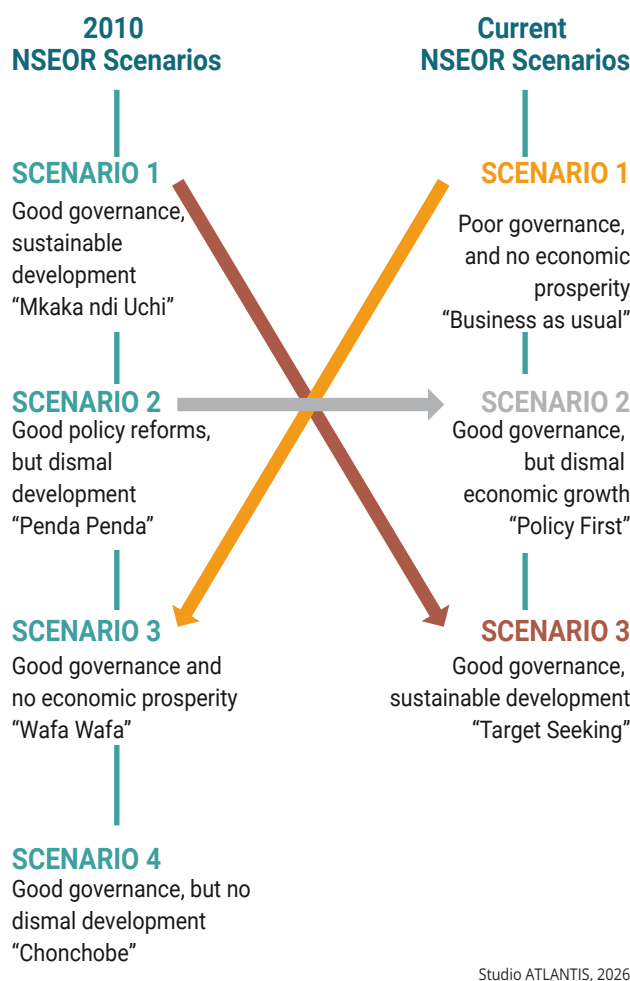 2010
NSEOR Scenarios
SCENARIO 1
Good governance,
sustainable
development
“Mkaka ndi Uchi”
SCENARIO 2
Good policy reforms,
but dismal
development
“Penda Penda”
SCENARIO 3
Good governance and
no economic prosperity
“Wafa Wafa”
SCENARIO 4
Good governance, but no
dismal development
“Chonchobe”
Current
NSEOR Scenarios
SCENARIO 1
Poor governance,
and no economic
prosperity
“Business as usual”
SCENARIO 2
Good governance,
but dismal
economic growth
“Policy First”
SCENARIO 3
Good governance,
sustainable development
“Target Seeking”
Studio ATLANTIS, 2026